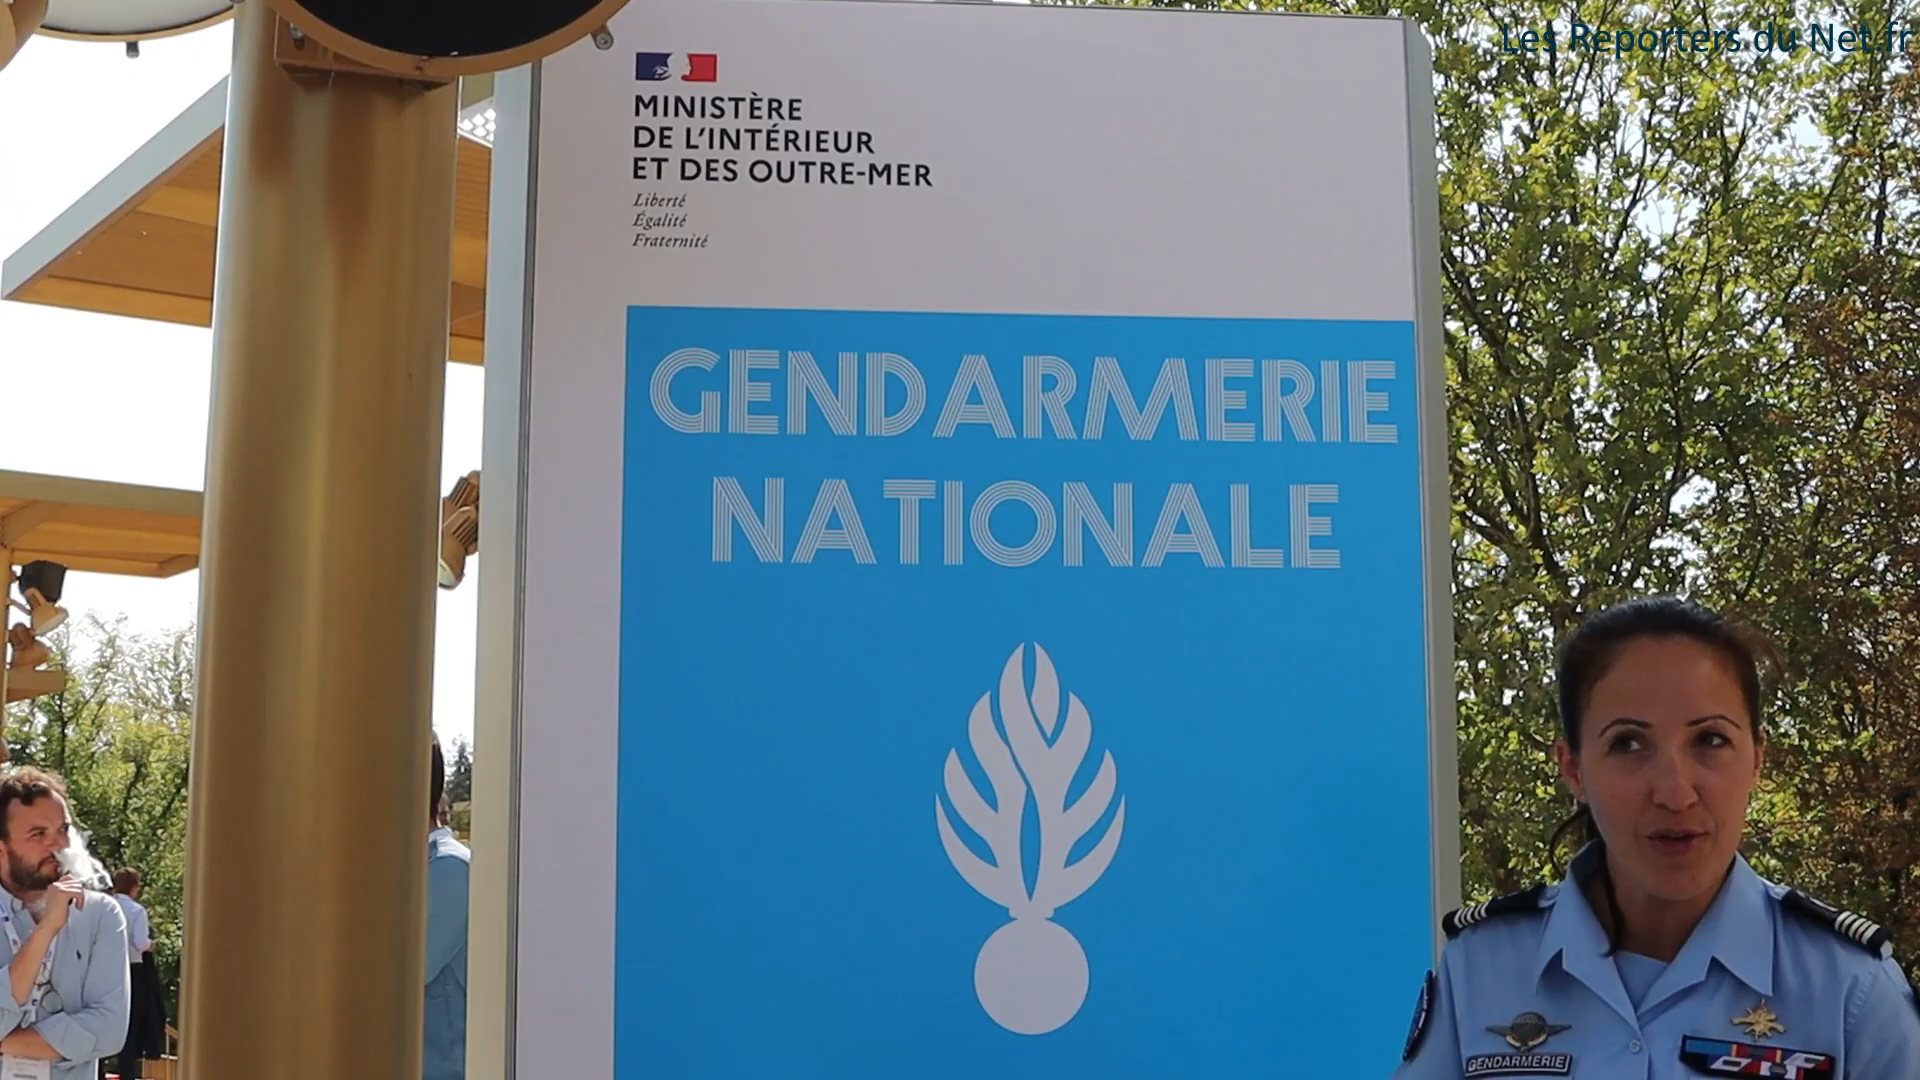 Les Reporters du Net.fr
MINISTÈRE
DE L'INTÉRIEUR
ET DES OUTRE-MER
Liberté
Égalité
Fraternité
GENDARMERIE
NATIONALE
GENDARMERIE